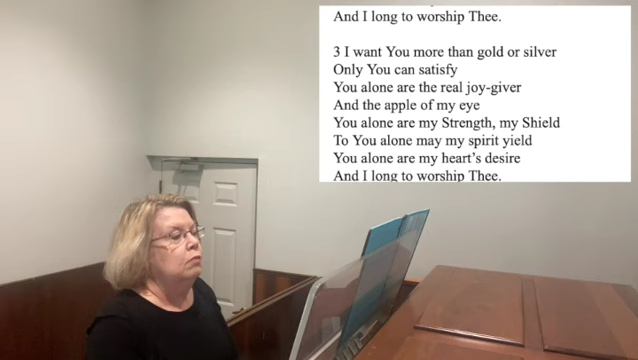 And I long to worship Thee.
3 I want You more than gold or silver
Only You can satisfy
You alone are the real joy-giver
And the apple of my eye
You alone are my Strength, my Shield
To You alone may my spirit yield
You alone are my heart’s desire
And I long to worship Thee.